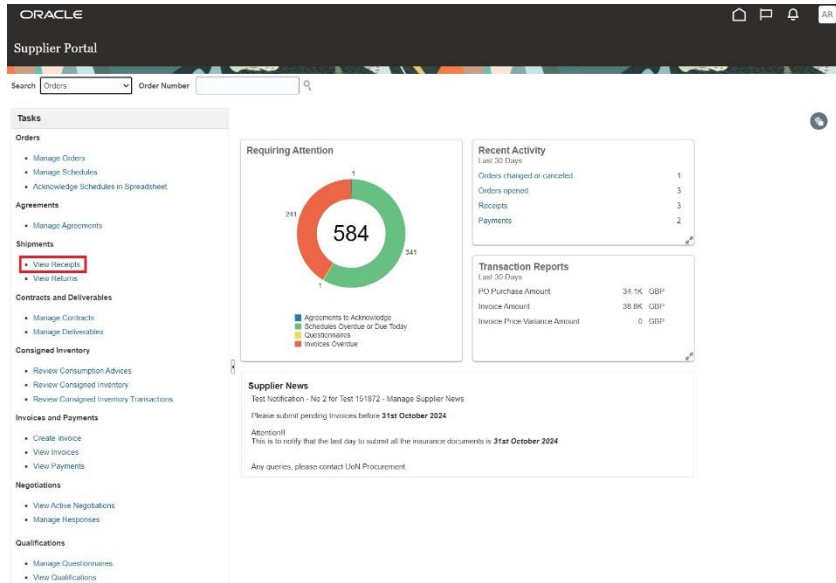 ORACLE
AR
Supplier Portal
Search Orders Order Number
Tasks
Orders
Manage Orders
Manage Schedules
Acknowledge Schedules in Spreadsheet
Agreements
Manage Agreements
Shipments
View Receipts
View Returns
Contracts and Deliverables
Manage Contracts
Manage Deliverables
Consigned Inventory
Review Consumption Advices
Review Consigned Inventory
Review Consigned Inventory Transactions
Invoices and Payments
Create Invoice
View Invoices
View Payments
Negotiations
View Active Negotiations
Manage Responses
Qualifications
Manage Questionnaires
View Qualifications
Requiring Attention
1
241
584
341
1
Agreements to Acknowledge
Schedules Overdue or Due Today
Questionnaires
Invoices Overdue
Recent Activity
Last 30 Days
Orders changed or canceled 1
Orders opened 3
Receipts 3
Payments 2
Transaction Reports
Last 30 Days
PO Purchase Amount 34.1K GBP
Invoice Amount 38.8K GBP
Invoice Price Variance Amount 0 GBP
Supplier News
Test Notification - No 2 for Test 151872 - Manage Supplier News
Please submit pending Invoices before 31st October 2024
Attention!!!
This is to notify that the last day to submit all the insurance documents is 31st October 2024
Any queries, please contact UoN Procurement.